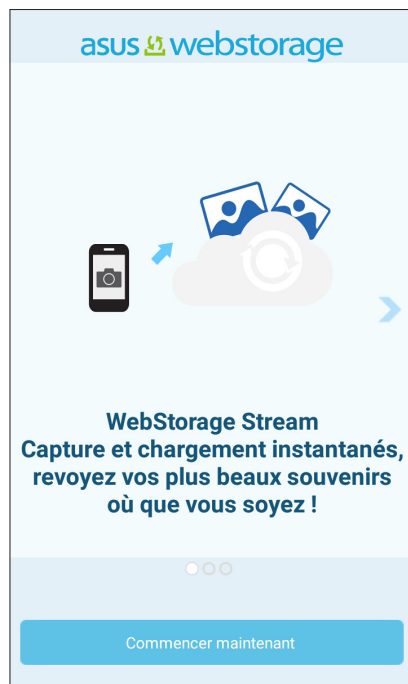 asus webstorage
WebStorage Stream
Capture et chargement instantanés,
revoyez vos plus beaux souvenirs
où que vous soyez !
Commencer maintenant